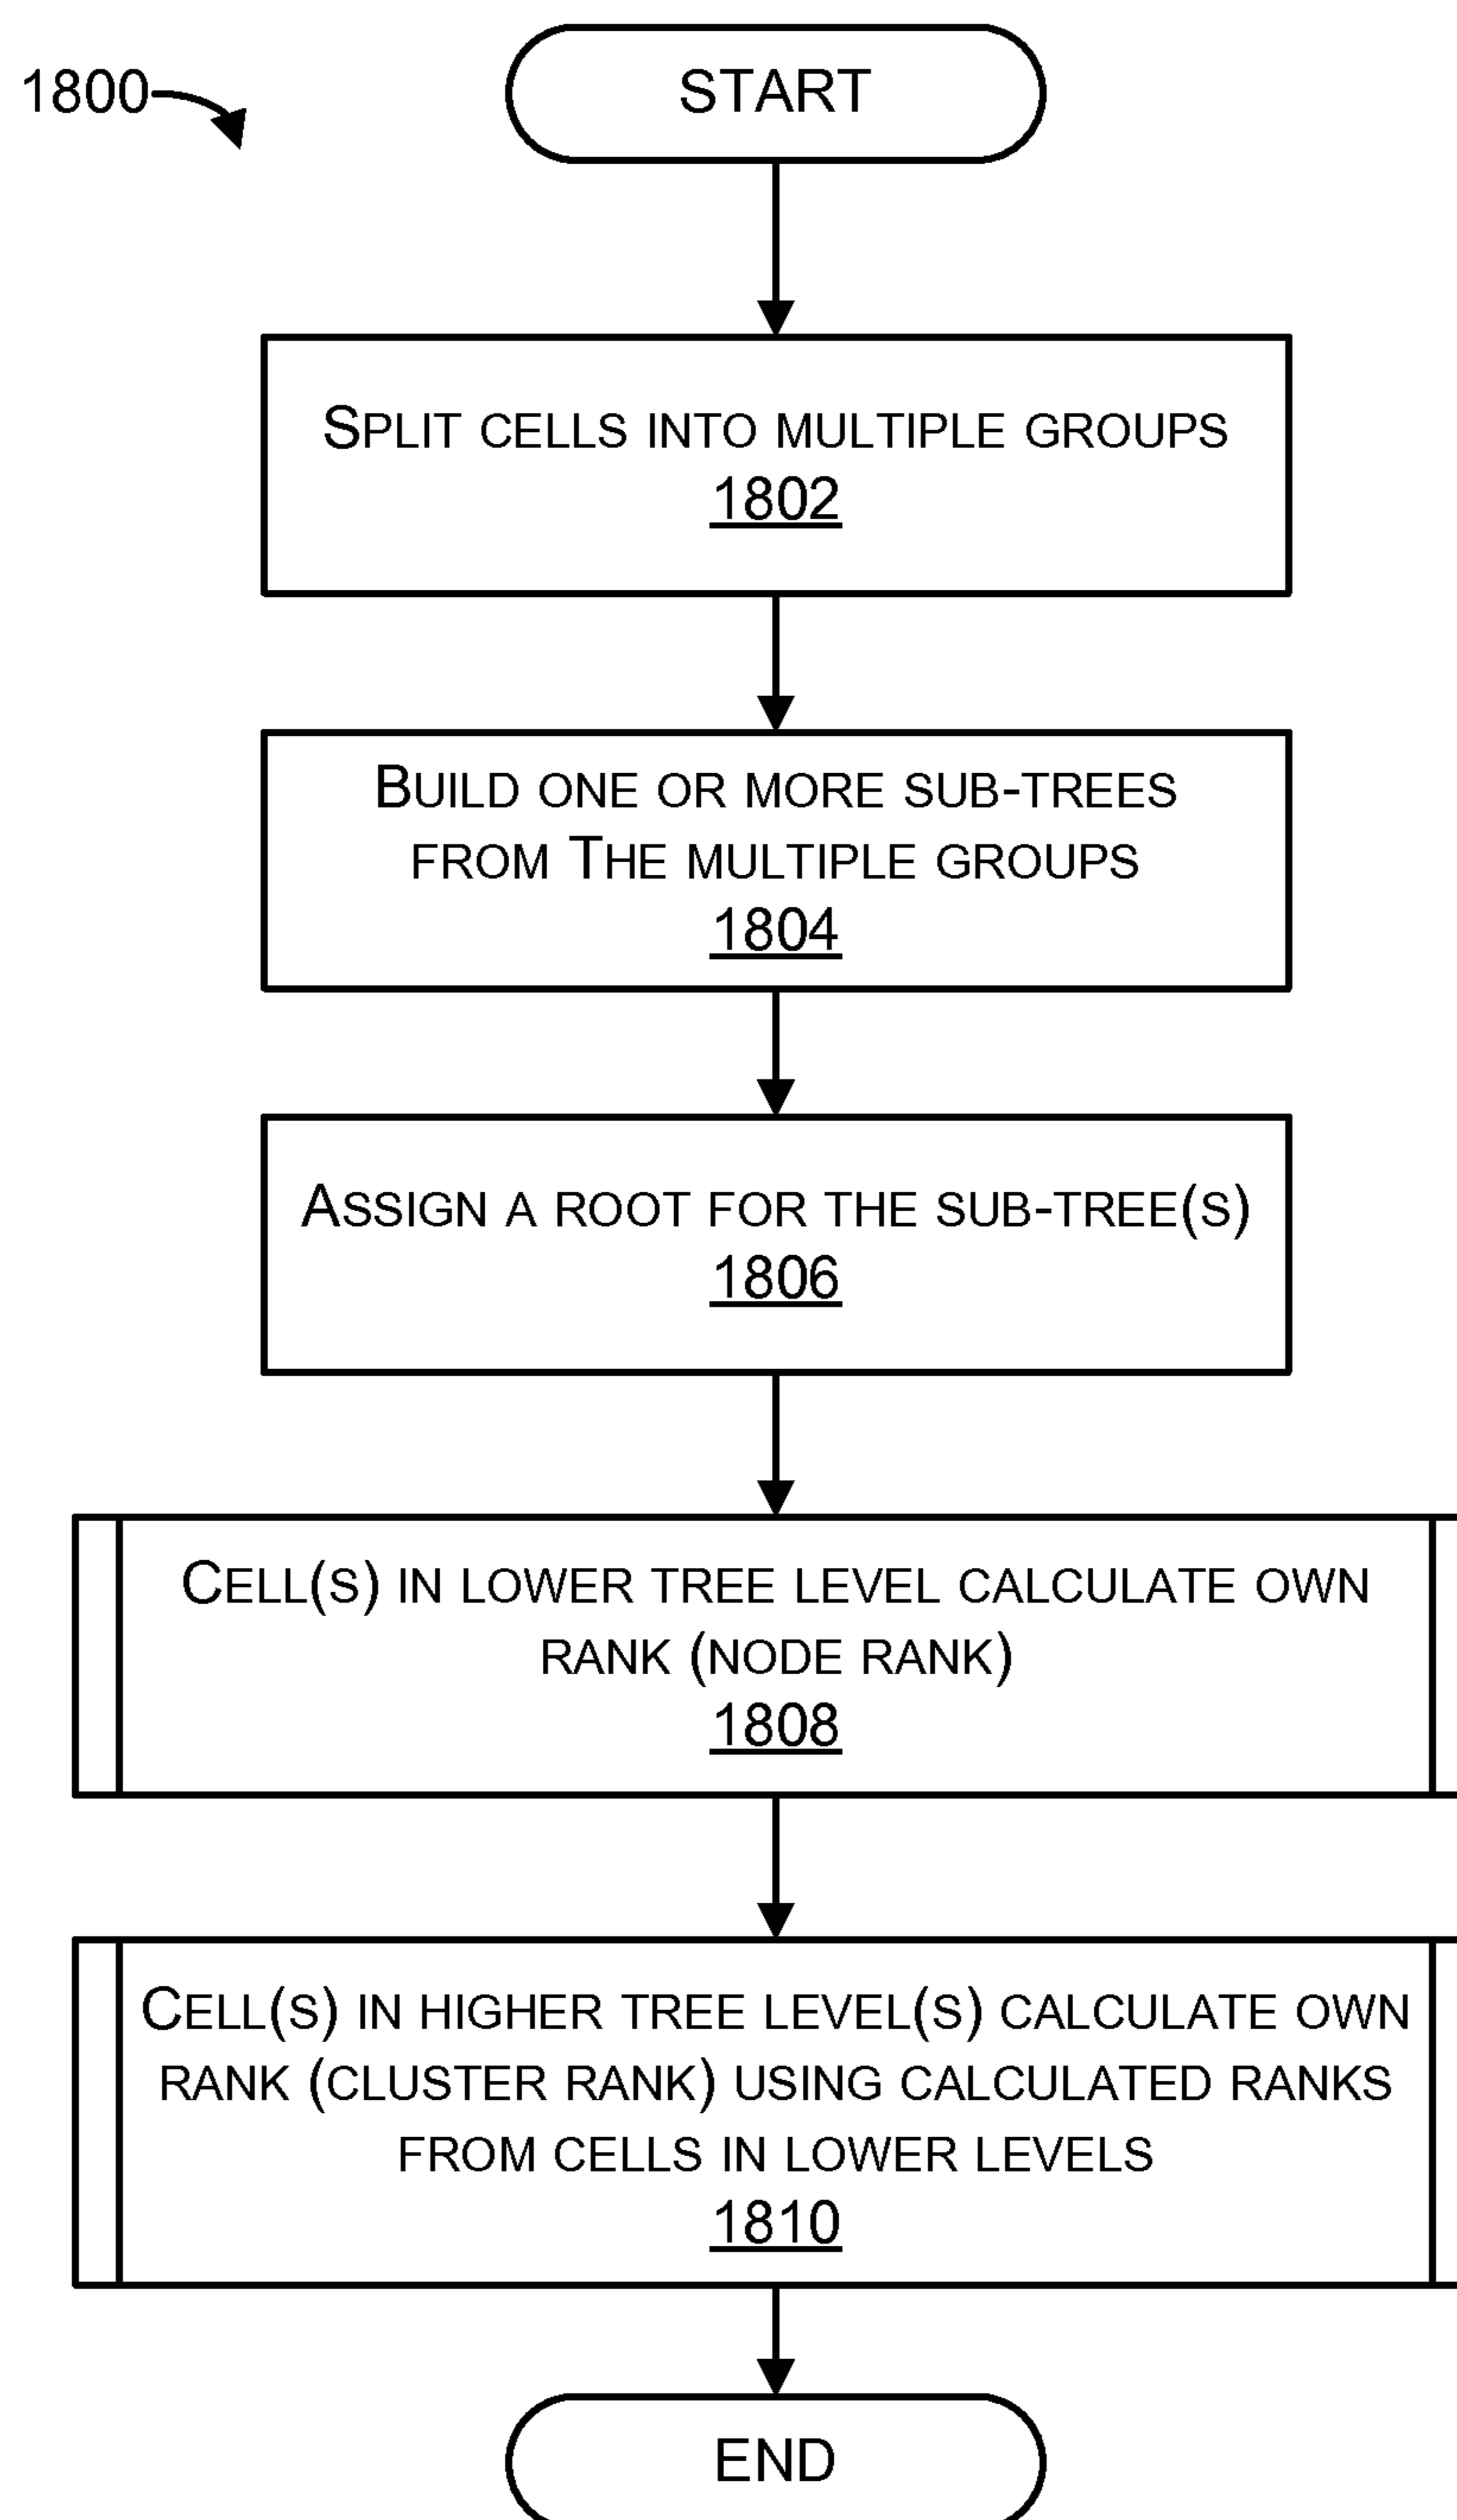 1800
START
SPLIT CELLS INTO MULTIPLE GROUPS
1802
BUILD ONE OR MORE SUB-TREES
FROM THE MULTIPLE GROUPS
1804
ASSIGN A ROOT FOR THE SUB-TREE(S)
1806
CELL(S) IN LOWER TREE LEVEL CALCULATE OWN
RANK (NODE RANK)
1808
CELL(S) IN HIGHER TREE LEVEL(S) CALCULATE OWN
RANK (CLUSTER RANK) USING CALCULATED RANKS
FROM CELLS IN LOWER LEVELS
1810
END